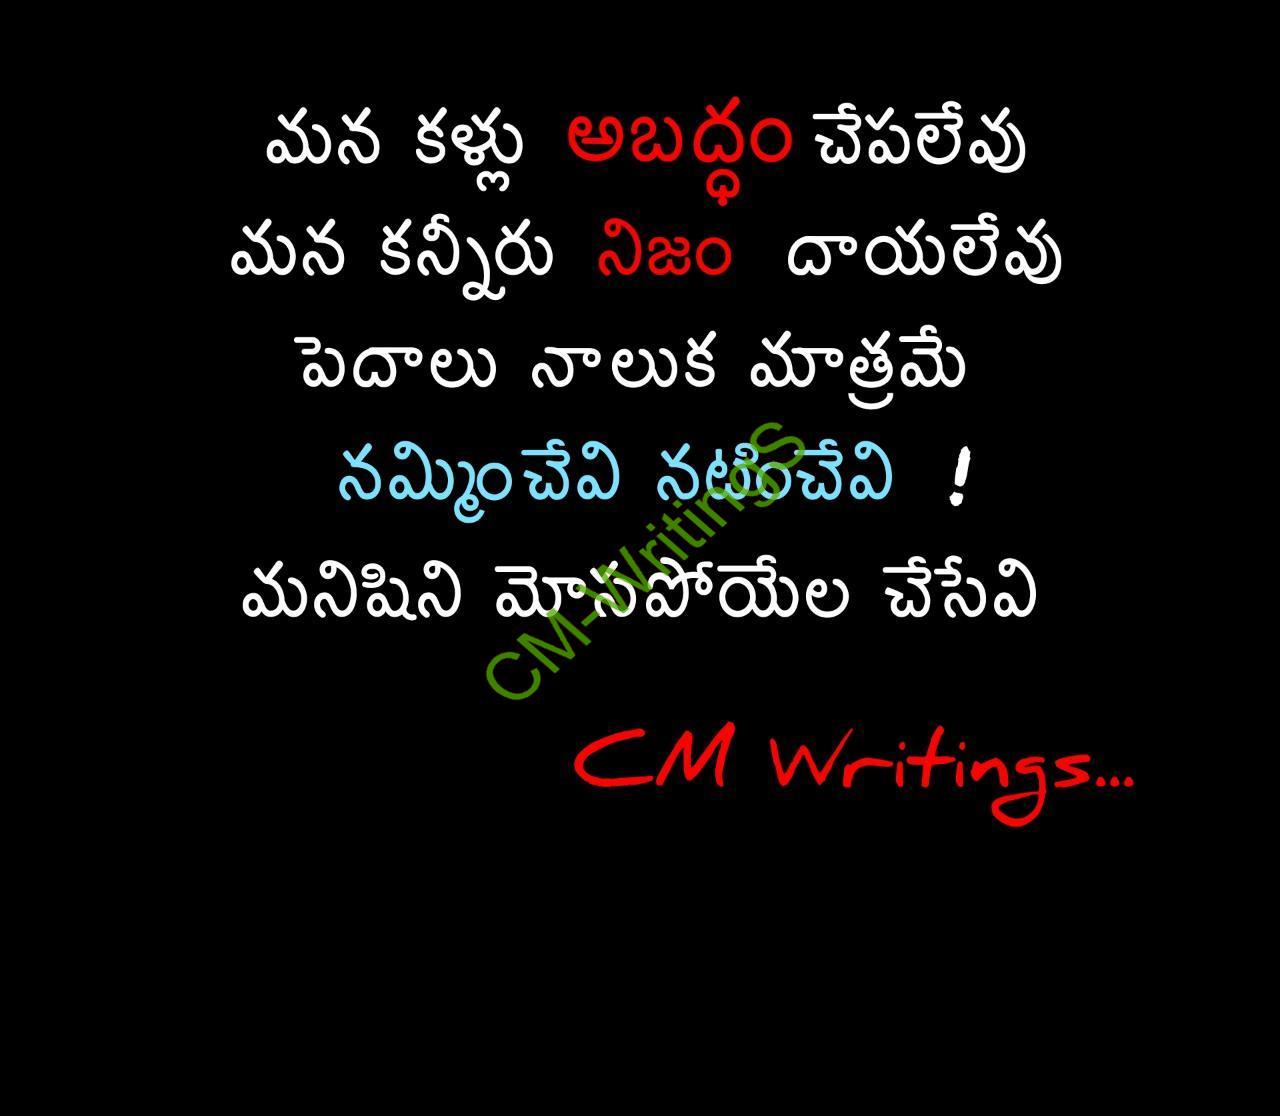 మన కళ్లు అబద్ధం చేపలేవు
మన కన్నీరు నిజం దాయలేవు
పెదాలు నాలుక మాత్రమే
నమ్మించేవి నటించేవి !
మనిషిని మోసపోయేల చేసేవి
CM-WritingS
CM Writings...